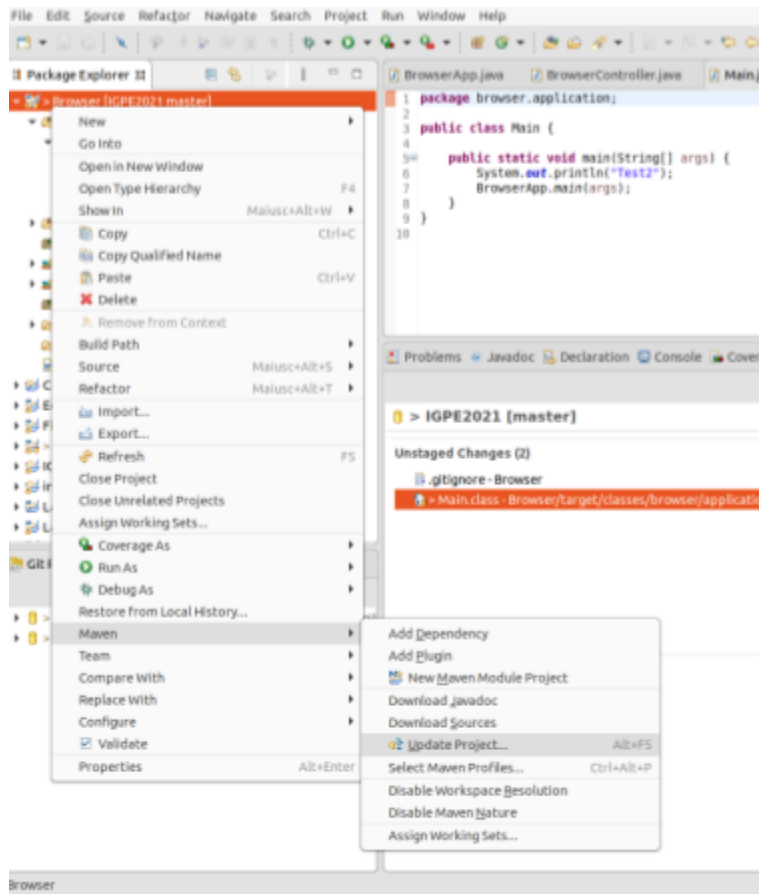 File Edit Source Refactor Navigate Search Project Run Window Help
Package Explorer
BrowserApp.java BrowserController.java Main.j
> Browser [IGPE2021 master]
1 package browser.application;
2
3 public class Main {
4
5 public static void main(String[] args) {
6 System.out.println("Test2");
7 BrowserApp.main(args);
8 }
9 }
10
New
Go Into
Open in New Window
Open Type Hierarchy F4
Show In Maiusc+Alt+W
Copy Ctrl+C
Copy Qualified Name
Paste Ctrl+V
Delete
Remove from Context
Build Path
Source Maiusc+Alt+S
Refactor Maiusc+Alt+T
Import...
Export...
Refresh F5
Close Project
Close Unrelated Projects
Assign Working Sets...
Coverage As
Run As
Debug As
Restore from Local History...
Maven
Team
Compare With
Replace With
Configure
Validate
Properties Alt+Enter
Problems Javadoc Declaration Console Cover
> IGPE2021 [master]
Unstaged Changes (2)
.gitignore - Browser
> Main.class - Browser/target/classes/browser/applicatio
Git
Add Dependency
Add Plugin
New Maven Module Project
Download Javadoc
Download Sources
Update Project... Alt+F5
Select Maven Profiles... Ctrl+Alt+P
Disable Workspace Resolution
Disable Maven Nature
Assign Working Sets...
Browser